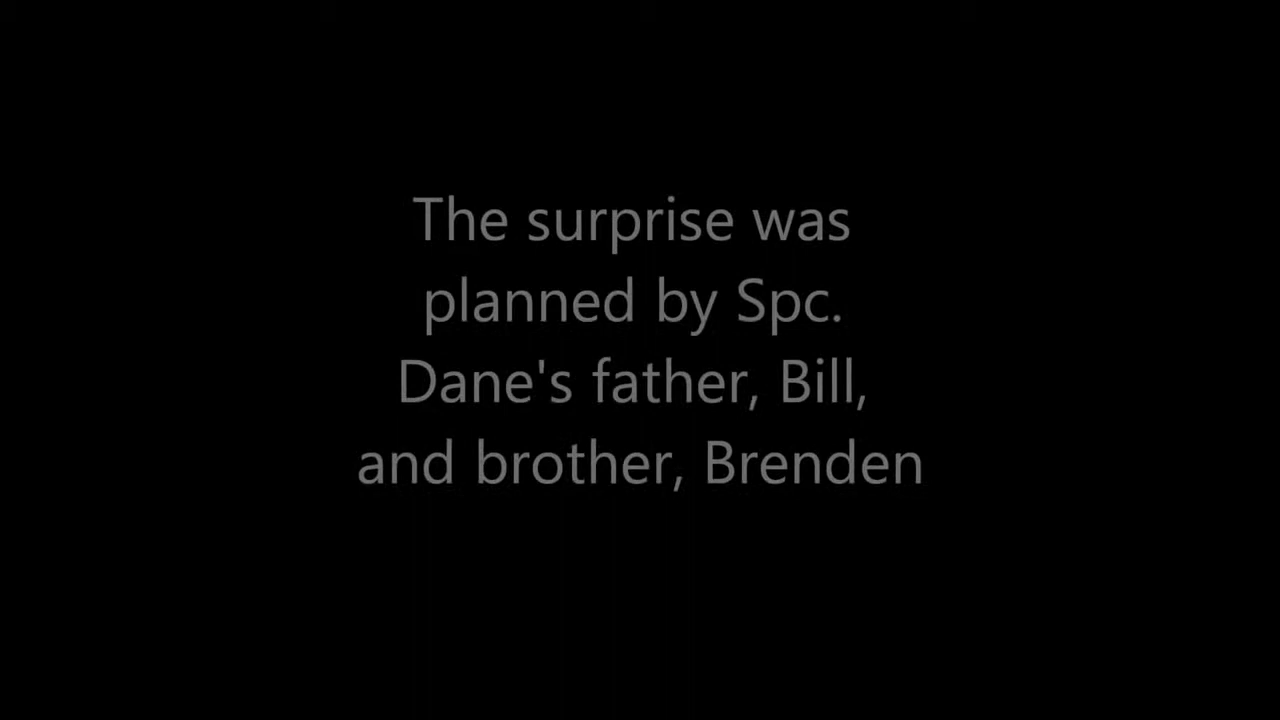 The surprise was
planned by Spc.
Dane's father, Bill,
and brother, Brenden